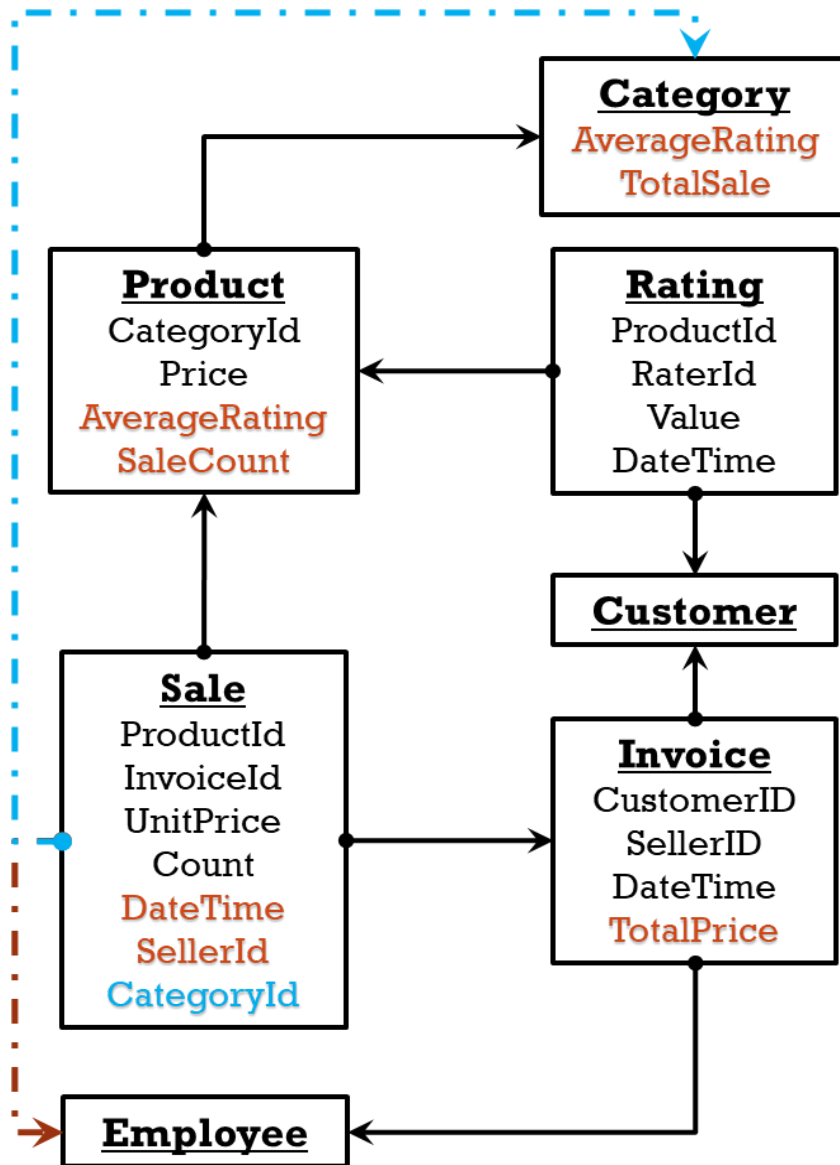 Category
AverageRating
TotalSale
Product
CategoryId
Price
AverageRating
SaleCount
Rating
ProductId
RaterId
Value
DateTime
Customer
Sale
ProductId
InvoiceId
UnitPrice
Count
DateTime
SellerId
CategoryId
Invoice
CustomerID
SellerID
DateTime
TotalPrice
Employee